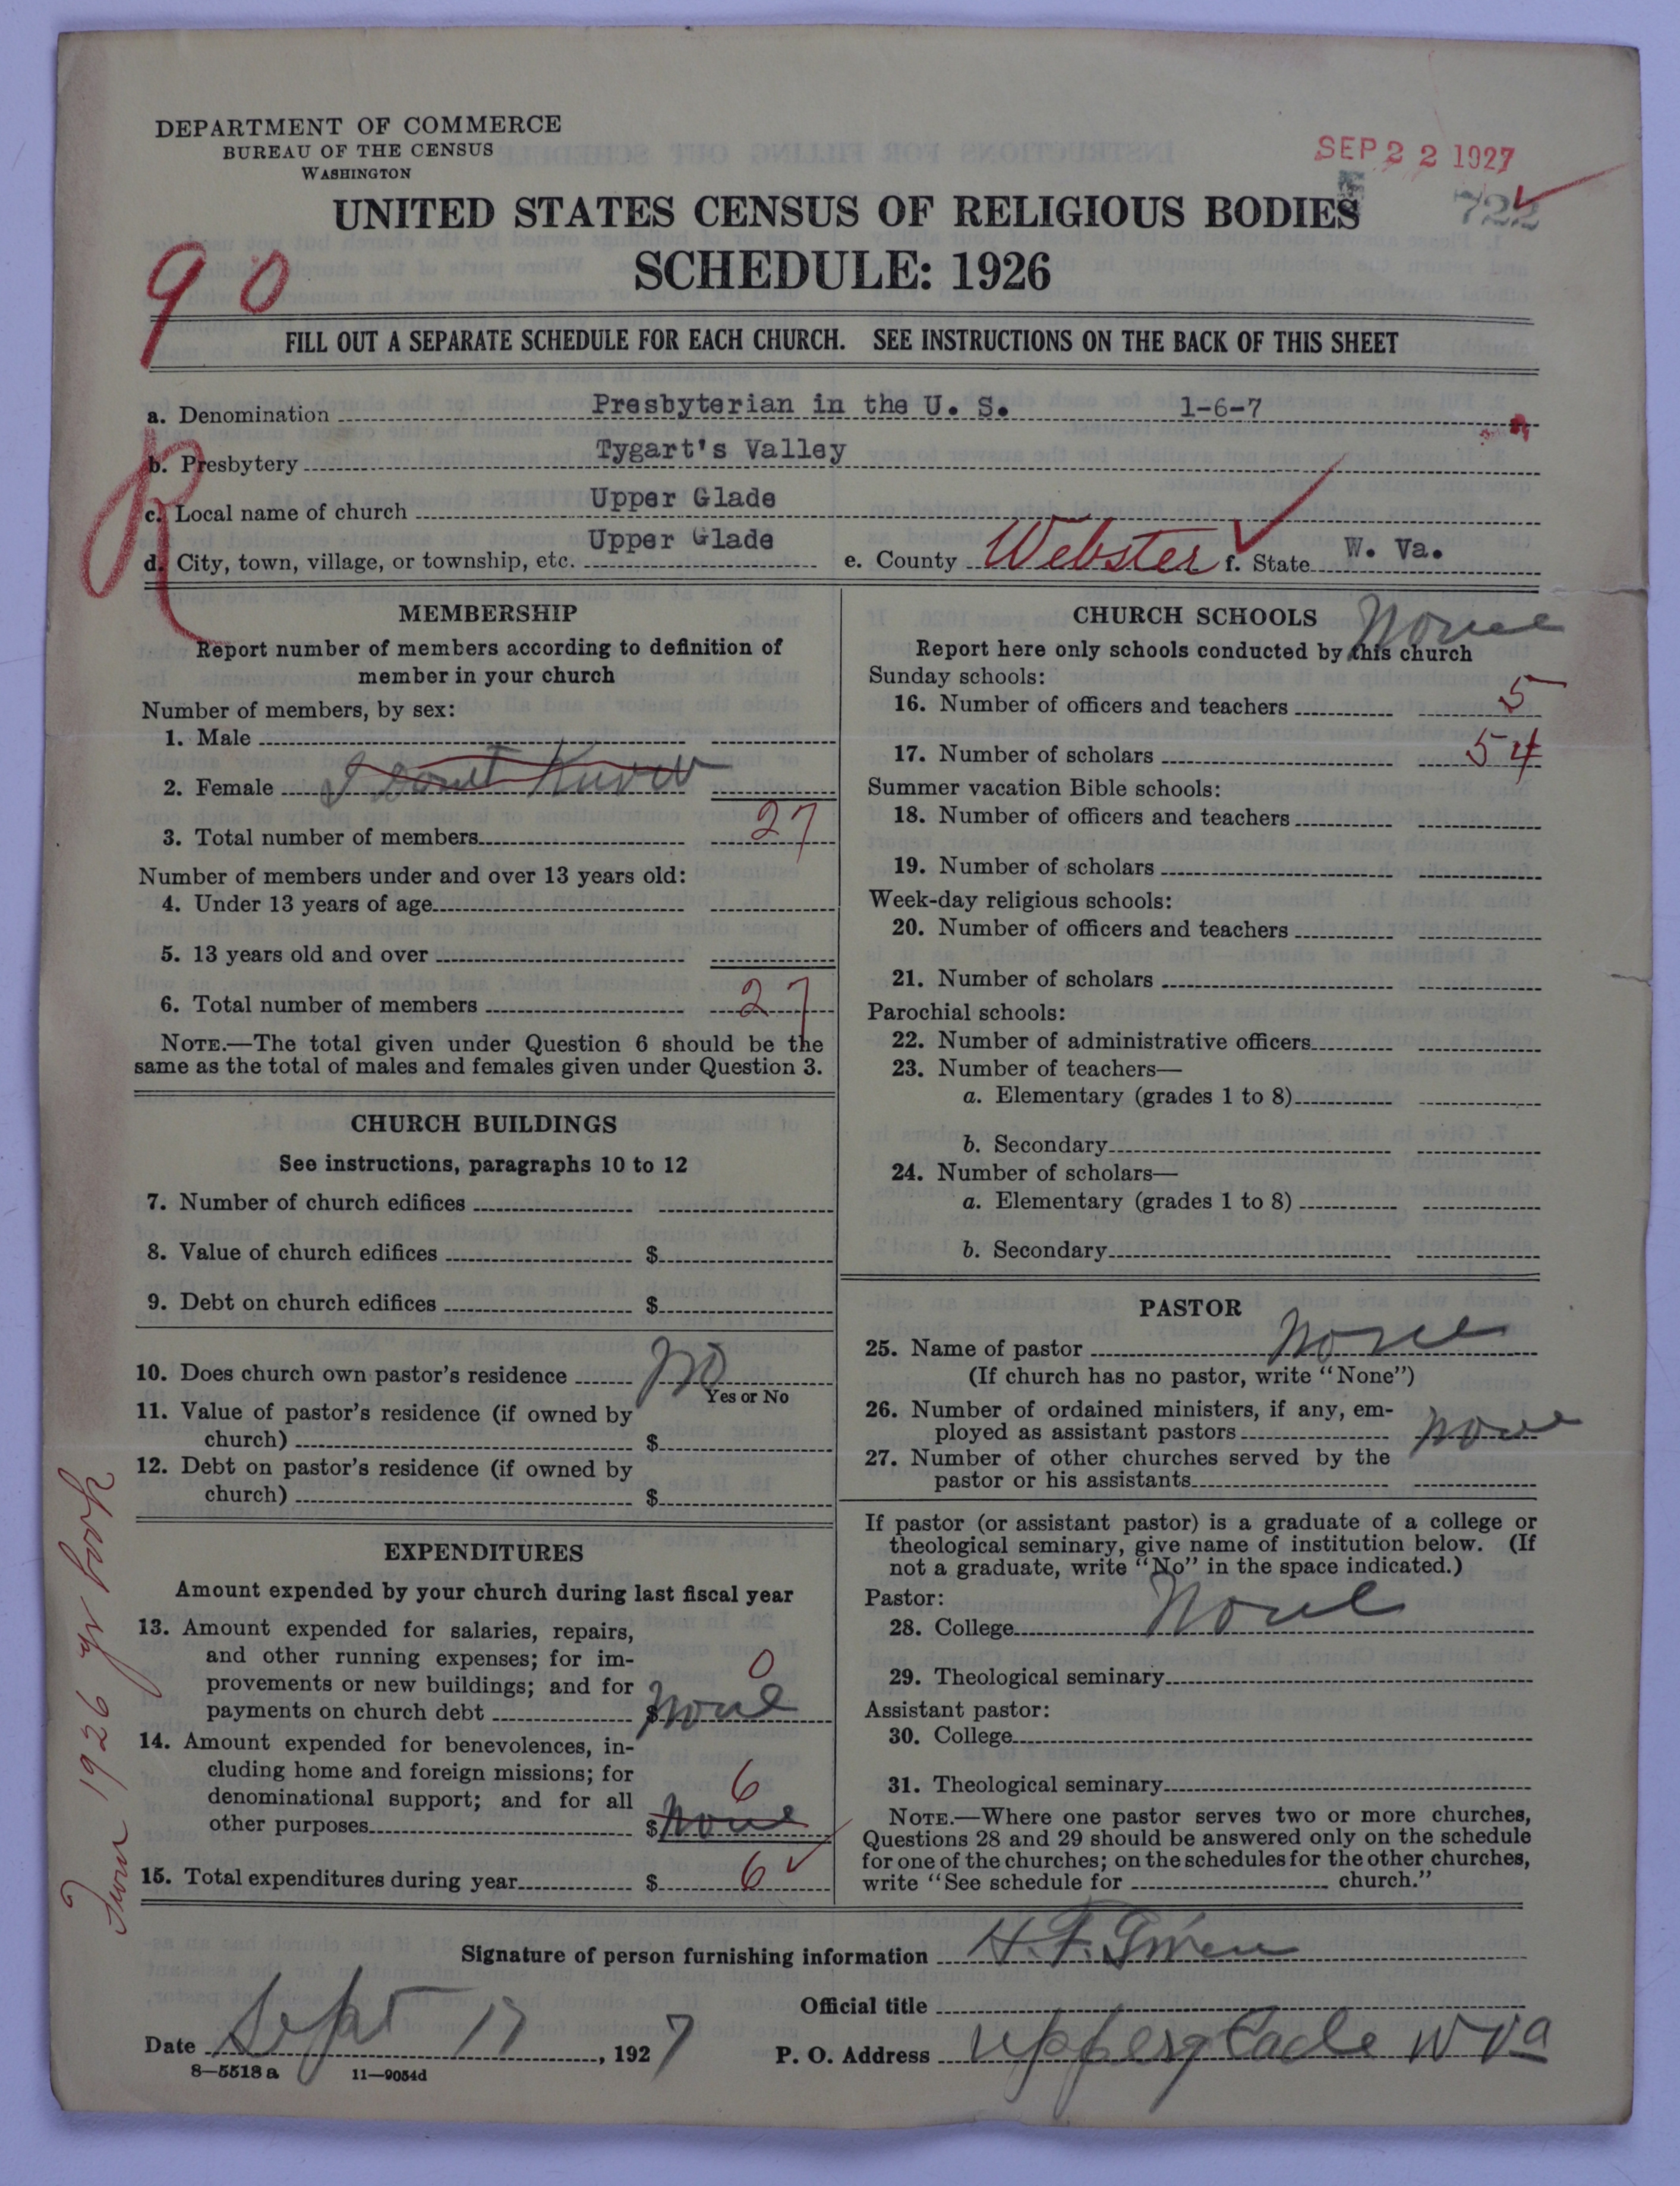 DEPARTMENT OF COMMERCE
BUREAU OF THE CENSUS
WASHINGTON
SEP 22 1927
722
UNITED STATES CENSUS OF RELIGIOUS BODIES
SCHEDULE: 1926
90
FILL OUT A SEPARATE SCHEDULE FOR EACH CHURCH. SEE INSTRUCTIONS ON THE BACK OF THIS SHEET
a. Denomination Presbyterian in the U. S. 1-6-7
b. Presbytery Tygart's Valley
R
c. Local name of church Upper Glade
d. City, town, village, or township, etc. Upper Glade e. County Webster f. State W. Va.
MEMBERSHIP
Report number of members according to definition of
member in your church
Number of members, by sex:
1. Male
2. Female I dont Know
3. Total number of members 27
Number of members under and over 13 years old:
4. Under 13 years of age
5. 13 years old and over
6. Total number of members 27
NOTE.—The total given under Question 6 should be the
same as the total of males and females given under Question 3.
CHURCH BUILDINGS
See instructions, paragraphs 10 to 12
7. Number of church edifices
8. Value of church edifices $
9. Debt on church edifices $
10. Does church own pastor's residence No
Yes or No
11. Value of pastor's residence (if owned by
church) $
12. Debt on pastor's residence (if owned by
church) $
EXPENDITURES
Amount expended by your church during last fiscal year
13. Amount expended for salaries, repairs,
and other running expenses; for im-
provements or new buildings; and for 0
payments on church debt $ none
14. Amount expended for benevolences, in-
cluding home and foreign missions; for 6
denominational support; and for all
other purposes $ none
15. Total expenditures during year $ 6
From 1926 yr book
CHURCH SCHOOLS None
Report here only schools conducted by this church
Sunday schools:
16. Number of officers and teachers 5
17. Number of scholars 54
Summer vacation Bible schools:
18. Number of officers and teachers
19. Number of scholars
Week-day religious schools:
20. Number of officers and teachers
21. Number of scholars
Parochial schools:
22. Number of administrative officers
23. Number of teachers—
a. Elementary (grades 1 to 8)
b. Secondary
24. Number of scholars—
a. Elementary (grades 1 to 8)
b. Secondary
PASTOR
25. Name of pastor None
(If church has no pastor, write "None")
26. Number of ordained ministers, if any, em-
ployed as assistant pastors none
27. Number of other churches served by the
pastor or his assistants
If pastor (or assistant pastor) is a graduate of a college or
theological seminary, give name of institution below. (If
not a graduate, write "No" in the space indicated.)
Pastor:
28. College None
29. Theological seminary
Assistant pastor:
30. College
31. Theological seminary
NOTE.—Where one pastor serves two or more churches,
Questions 28 and 29 should be answered only on the schedule
for one of the churches; on the schedules for the other churches,
write "See schedule for church."
Signature of person furnishing information H. F.
Official title
Date Sept 17, 1927 P. O. Address Upperglade W Va
8—5518 a 11—9054d